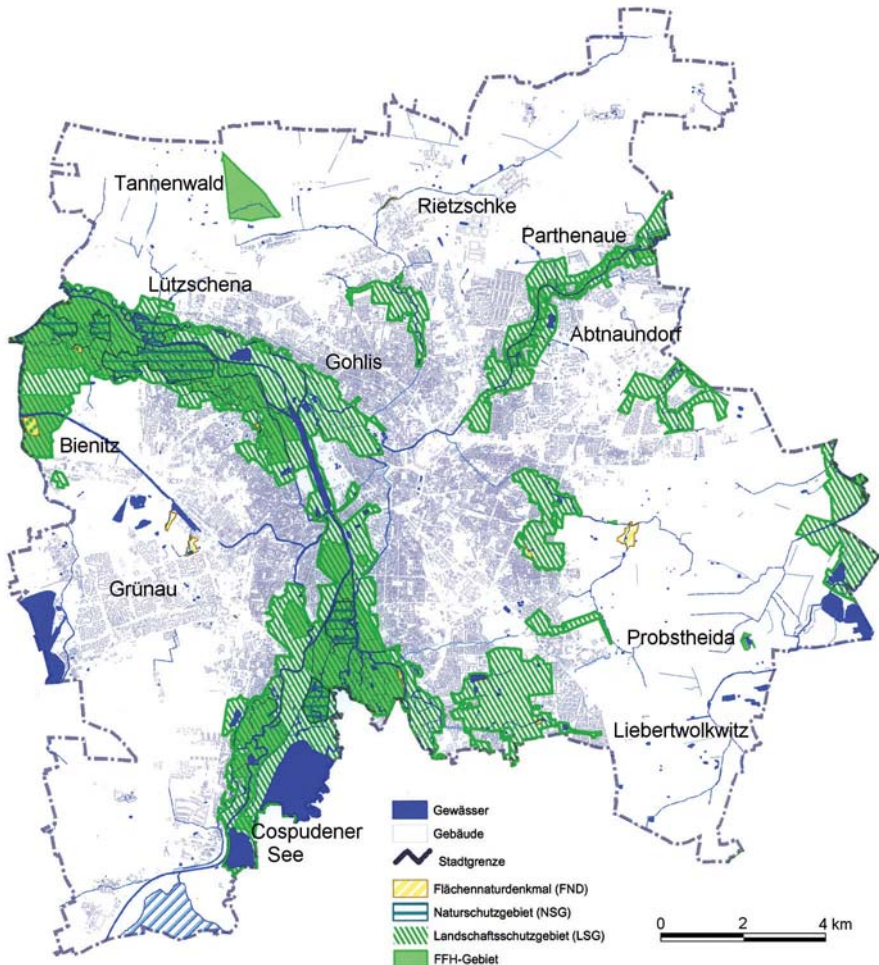 Tannenwald
Rietzschke
Parthenaue
Lützschena
Abtnaundorf
Gohlis
Bienitz
Grünau
Probstheida
Liebertwolkwitz
Cospudener
See
Gewässer
Gebäude
Stadtgrenze
Flächennaturdenkmal (FND)
Naturschutzgebiet (NSG)
Landschaftsschutzgebiet (LSG)
FFH-Gebiet
0 2 4 km